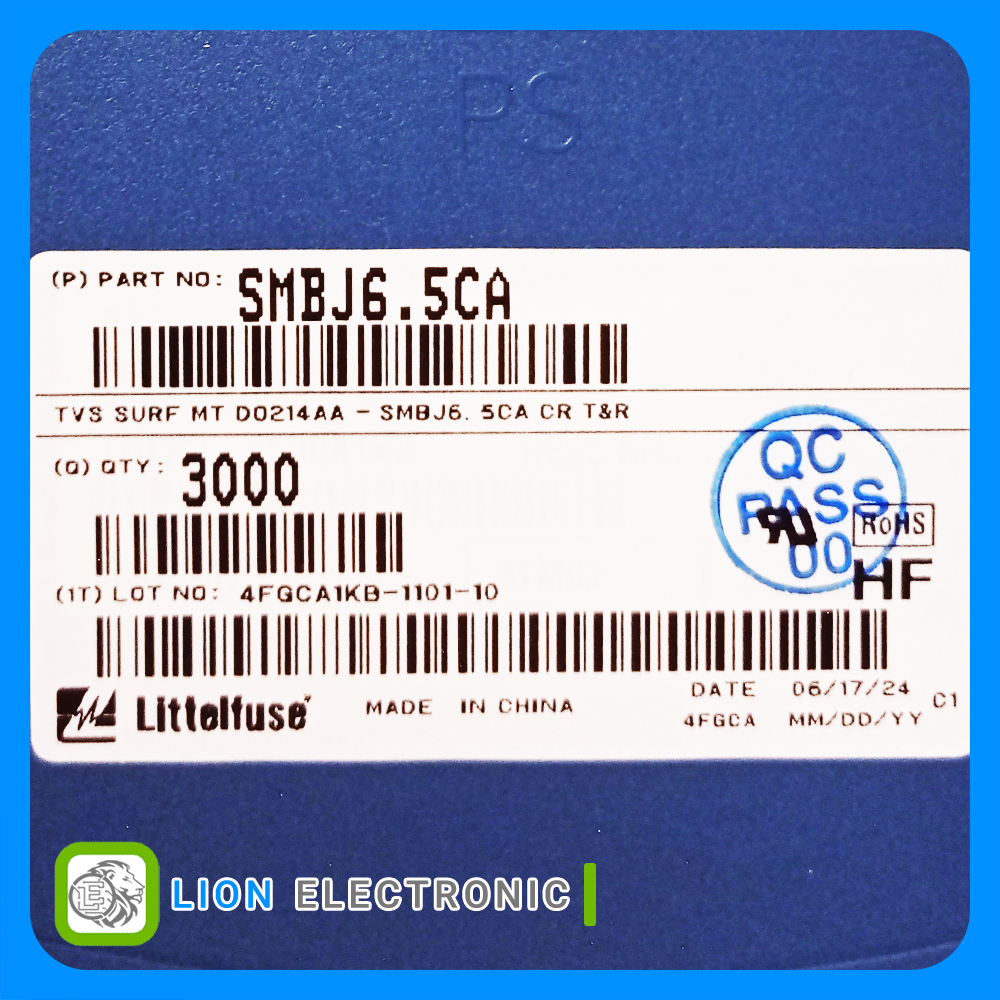 PS
(P) PART NO: SMBJ6.5CA
TVS SURF MT DO214AA - SMBJ6. 5CA CR T&R
(Q) QTY: 3000
QC
PASS
00
RoHS
HF
(1T) LOT NO: 4FGCA1KB-1101-10
Littelfuse
MADE IN CHINA
DATE 06/17/24
4FGCA MM/DD/YY
C1
LION ELECTRONIC